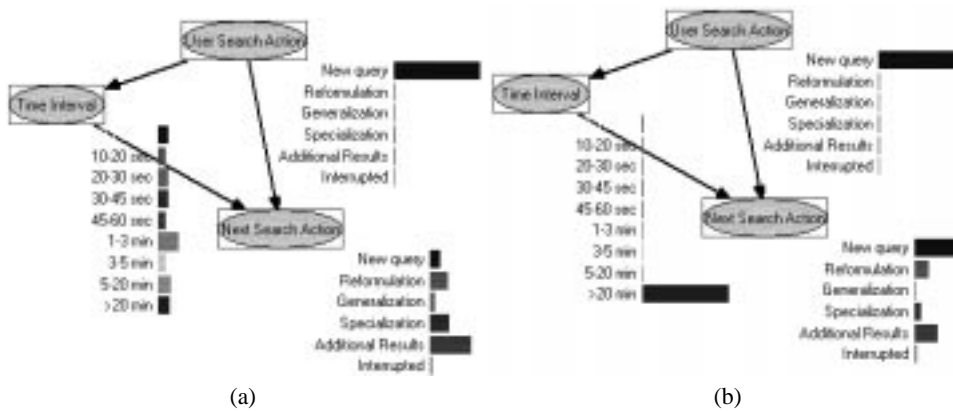 User Search Action
Time Interval
New query
Reformulation
Generalization
Specialization
Additional Results
Interrupted
10-20 sec
20-30 sec
30-45 sec
45-60 sec
1-3 min
3-5 min
5-20 min
>20 min
Next Search Action
New query
Reformulation
Generalization
Specialization
Additional Results
Interrupted
(a)
User Search Action
Time Interval
New query
Reformulation
Generalization
Specialization
Additional Results
Interrupted
10-20 sec
20-30 sec
30-45 sec
45-60 sec
1-3 min
3-5 min
5-20 min
>20 min
Next Search Action
New query
Reformulation
Generalization
Specialization
Additional Results
Interrupted
(b)